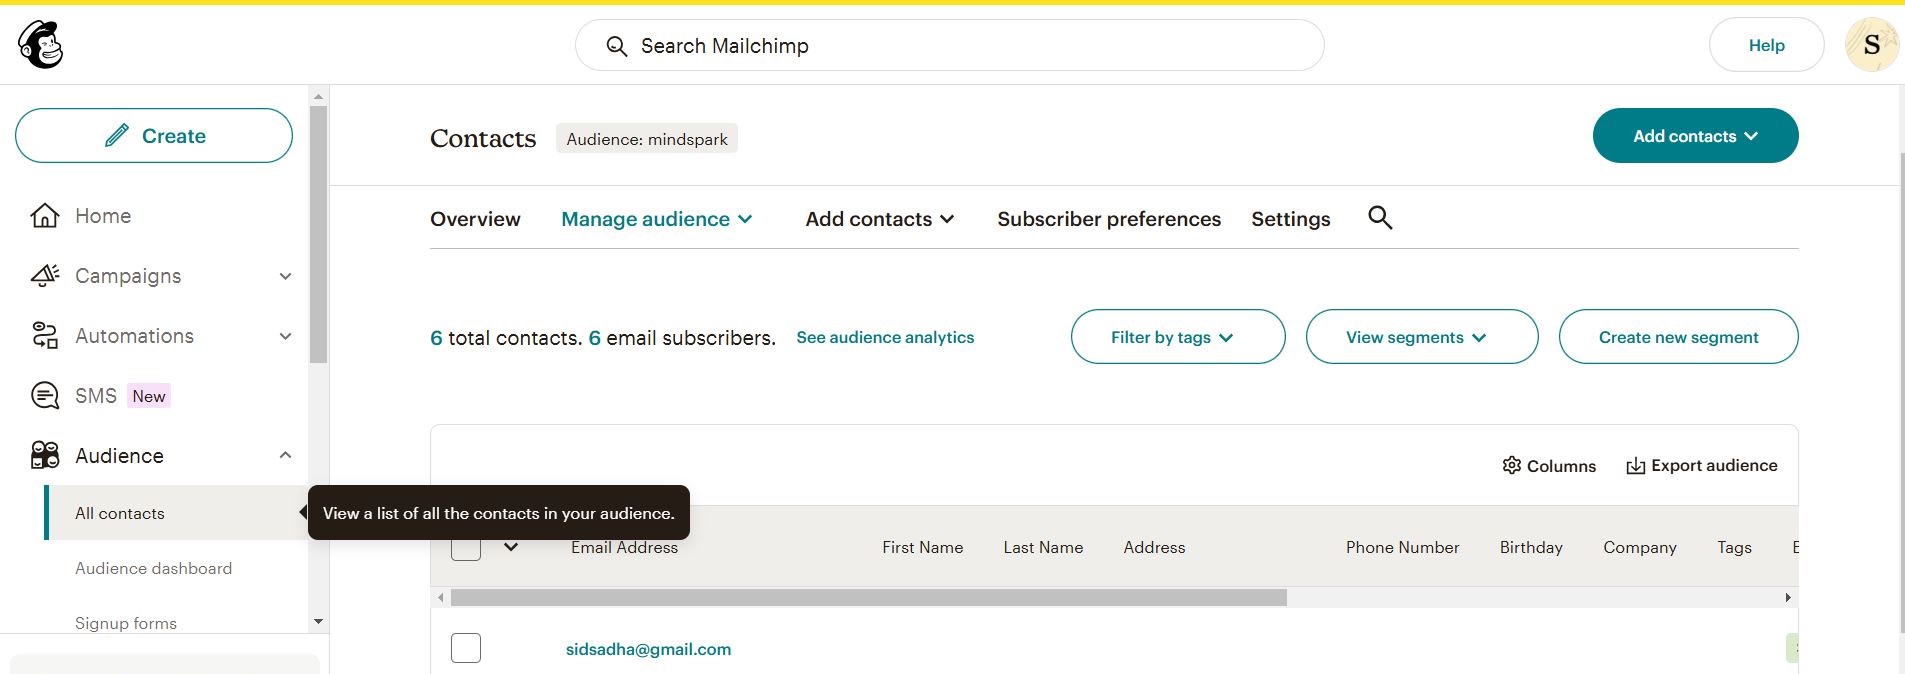 Search Mailchimp
Help
S
Create
Home
Campaigns
Automations
SMS New
Audience
All contacts
Audience dashboard
Signup forms
View a list of all the contacts in your audience.
Contacts
Audience: mindspark
Add contacts
Overview
Manage audience
Add contacts
Subscriber preferences
Settings
6 total contacts. 6 email subscribers.
See audience analytics
Filter by tags
View segments
Create new segment
Columns
Export audience
Email Address
First Name
Last Name
Address
Phone Number
Birthday
Company
Tags
sidsadha@gmail.com